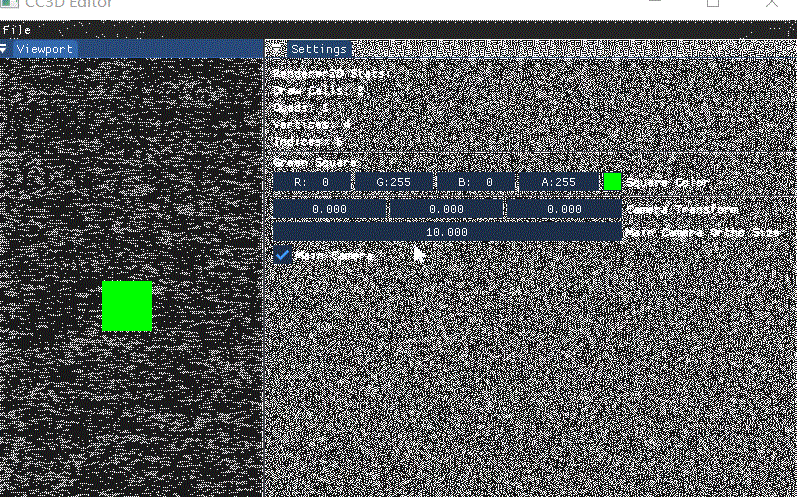 CC3D Editor
File
Viewport
Settings
Renderer2D Stats:
Draw Calls: 2
Quads: 1
Vertices: 4
Indices: 6
Green Square
R: 0 G:255 B: 0 A:255 Square Color
0.000 0.000 0.000 Camera Transform
10.000 Main Camera Ortho Size
Main Camera